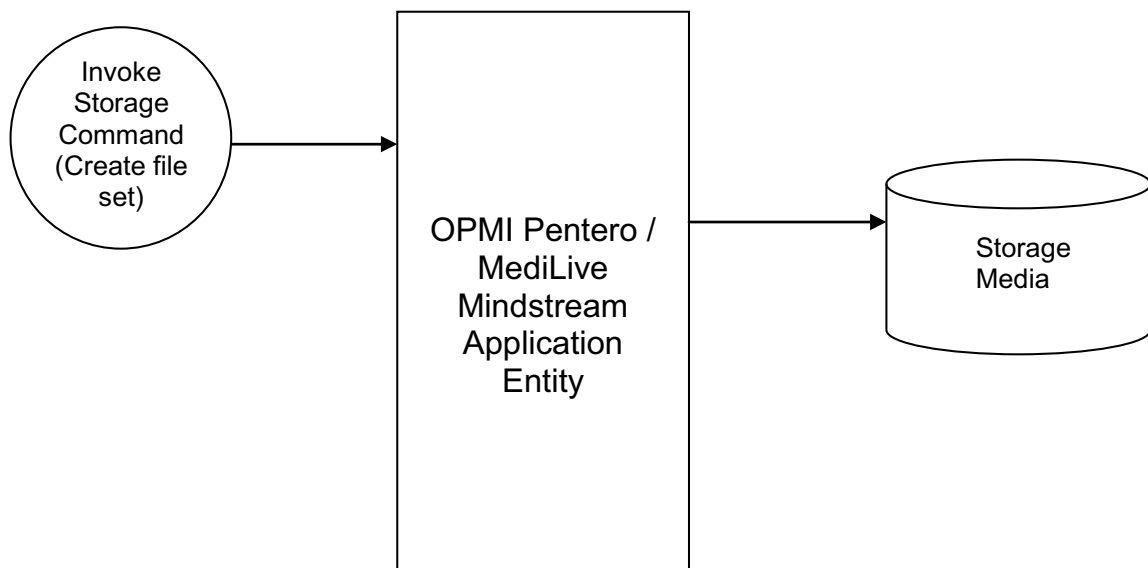 Invoke
Storage
Command
(Create file
set)
OPMI Pentero /
MediLive
Mindstream
Application
Entity
Storage
Media